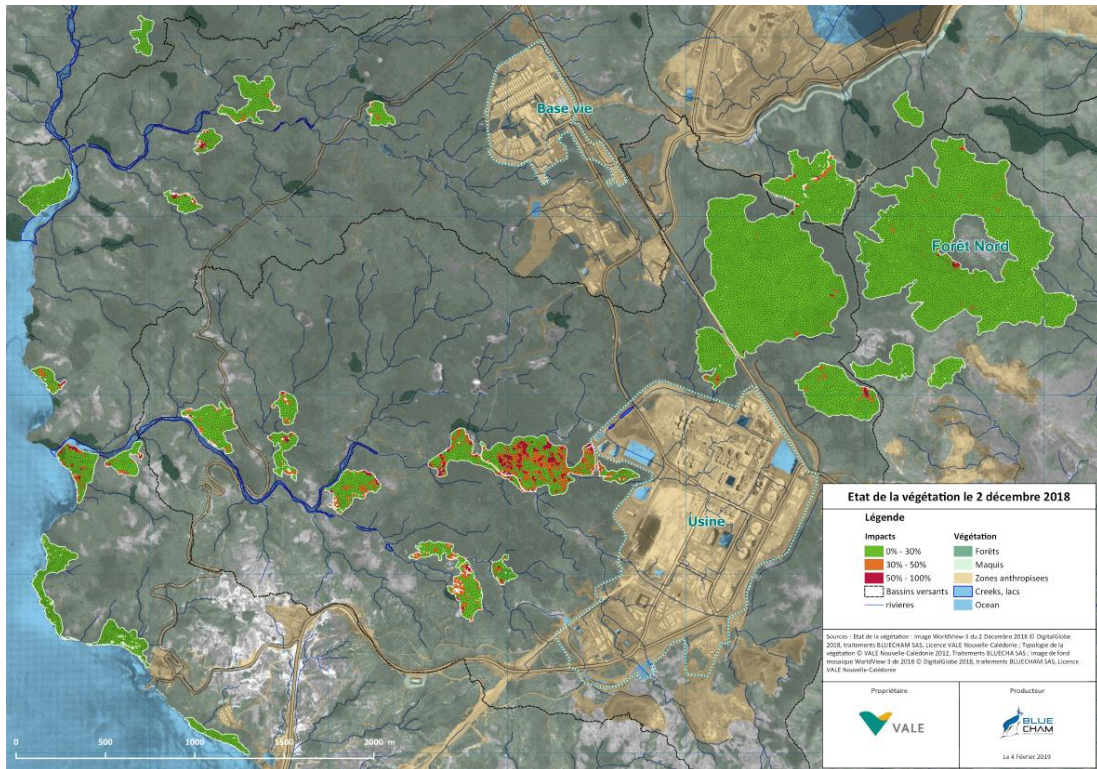 Base vie
Forêt Nord
Usine
0 500 1000 1500 2000 m
Etat de la végétation le 2 décembre 2018
Légende
Impacts
0% - 30%
30% - 50%
50% - 100%
Bassins versants
rivieres
Végétation
Forêts
Maquis
Zones anthropisees
Creeks, lacs
Ocean
Sources : Etat de la végétation : Image WorldView-3 du 2 Décembre 2018 © DigitalGlobe
2018, traitements BLUECHAM SAS, Licence VALE Nouvelle-Calédonie ; Typologie de la
végétation © VALE Nouvelle-Calédonie 2012, Traitements BLUECHA SAS ; image de fond
mosaique WorldView-3 de 2018 © DigitalGlobe 2018, traitements BLUECHAM SAS, Licence
VALE Nouvelle-Calédonie
Propriétaire
VALE
Producteur
BLUE
CHAM
Le 4 Février 2019